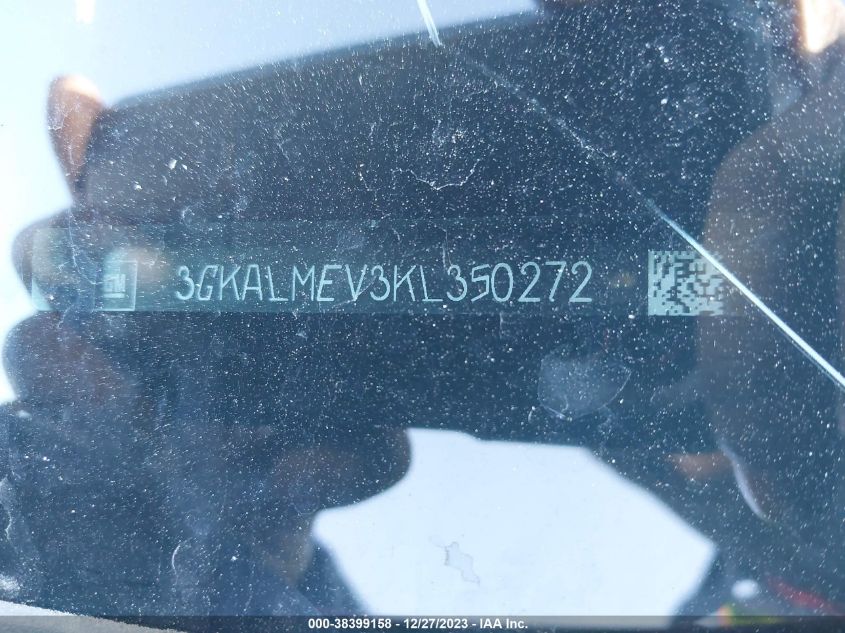 GM 3GKALMEV3KL350272
000-38399158 - 12/27/2023 - IAA Inc.